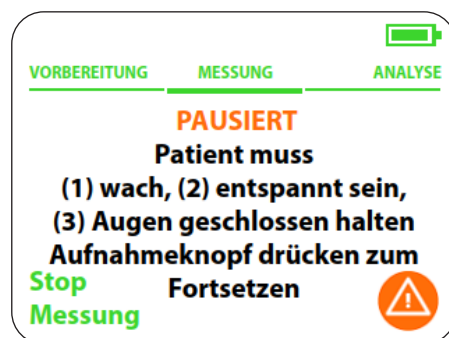 VORBEREITUNG MESSUNG ANALYSE
PAUSIERT
Patient muss
(1) wach, (2) entspannt sein,
(3) Augen geschlossen halten
Aufnahmeknopf drücken zum
Fortsetzen
Stop
Messung